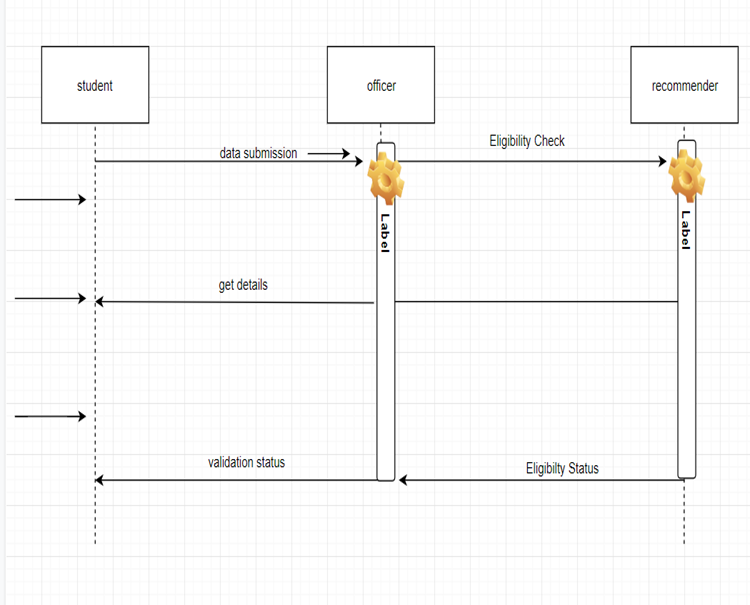 student
officer
recommender
data submission
Eligibility Check
Label
Label
get details
validation status
Eligibilty Status